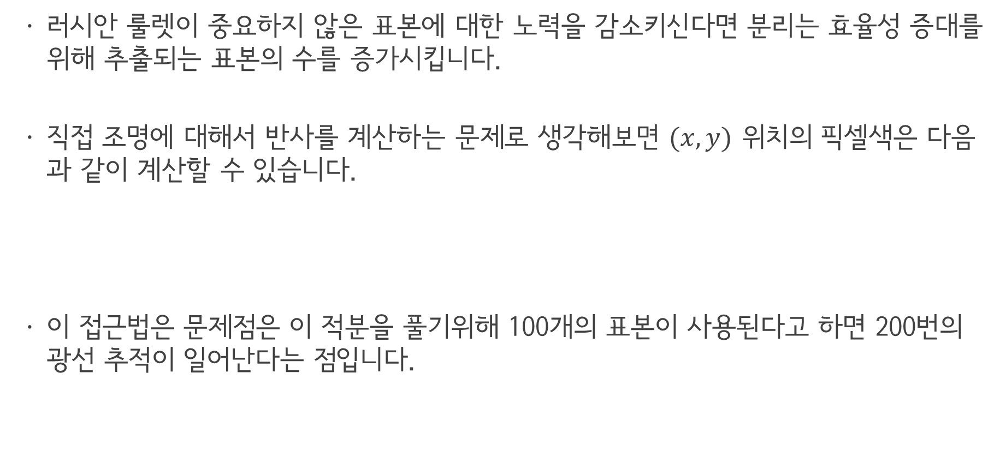 · 러시안 룰렛이 중요하지 않은 표본에 대한 노력을 감소키신다면 분리는 효율성 증대를
위해 추출되는 표본의 수를 증가시킵니다.
· 직접 조명에 대해서 반사를 계산하는 문제로 생각해보면 (x, y) 위치의 픽셀색은 다음
과 같이 계산할 수 있습니다.
· 이 접근법은 문제점은 이 적분을 풀기위해 100개의 표본이 사용된다고 하면 200번의
광선 추적이 일어난다는 점입니다.